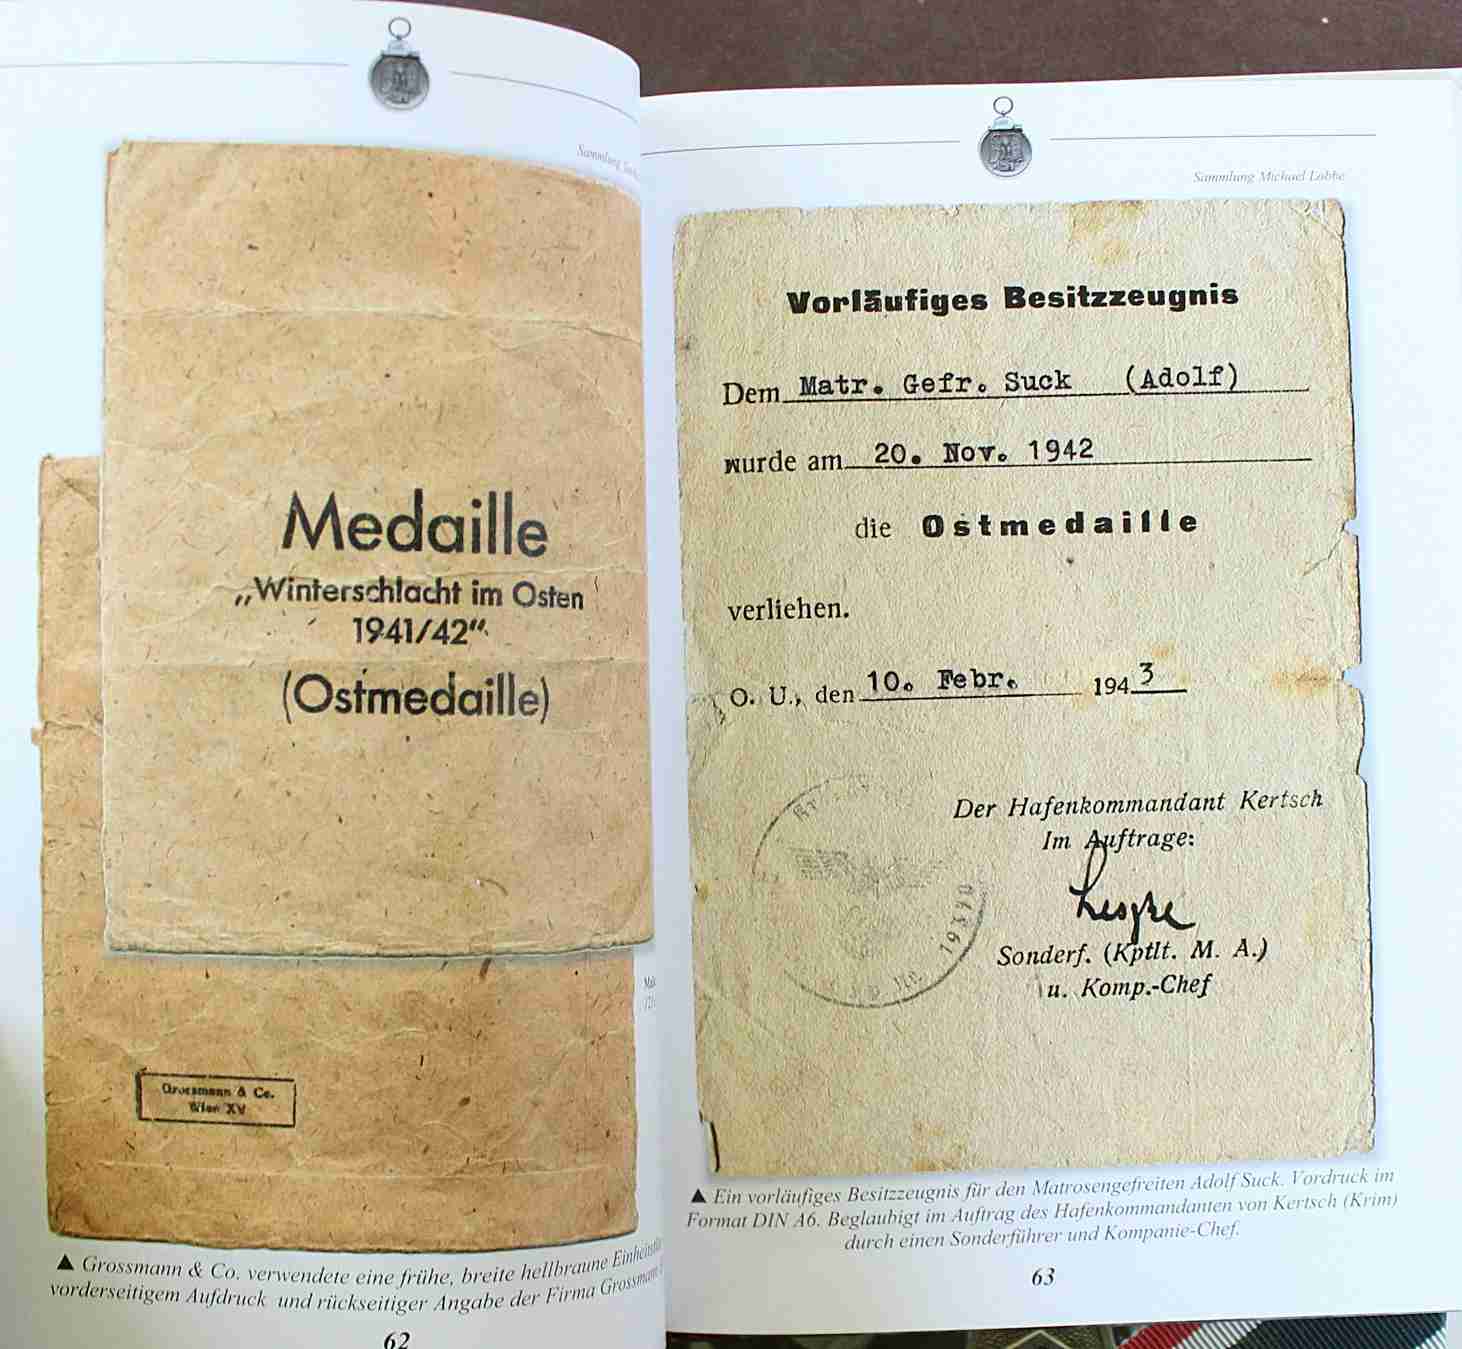 Sammlung
Medaille
„Winterschlacht im Osten
1941/42“
(Ostmedaille)
Grossmann & Co.
Wien XV
▲ Grossmann & Co. verwendete eine frühe, breite hellbraune
vorderseitigem Aufdruck und rückseitiger Angabe der Firma Grossmann
62
Sammlung Michael Lobbe
Vorläufiges Besitzzeugnis
Dem Matr. Gefr. Suck (Adolf)
wurde am 20. Nov. 1942
die Ostmedaille
verliehen.
O. U., den 10. Febr. 1943
Der Hafenkommandant Kertsch
Im Auftrage:
Sonderf. (Kptlt. M. A.)
u. Komp.-Chef
19340
▲ Ein vorläufiges Besitzzeugnis für den Matrosengefreiten Adolf Suck. Vordruck im
Format DIN A6. Beglaubigt im Auftrag des Hafenkommandanten von Kertsch (Krim)
durch einen Sonderführer und Kompanie-Chef.
63